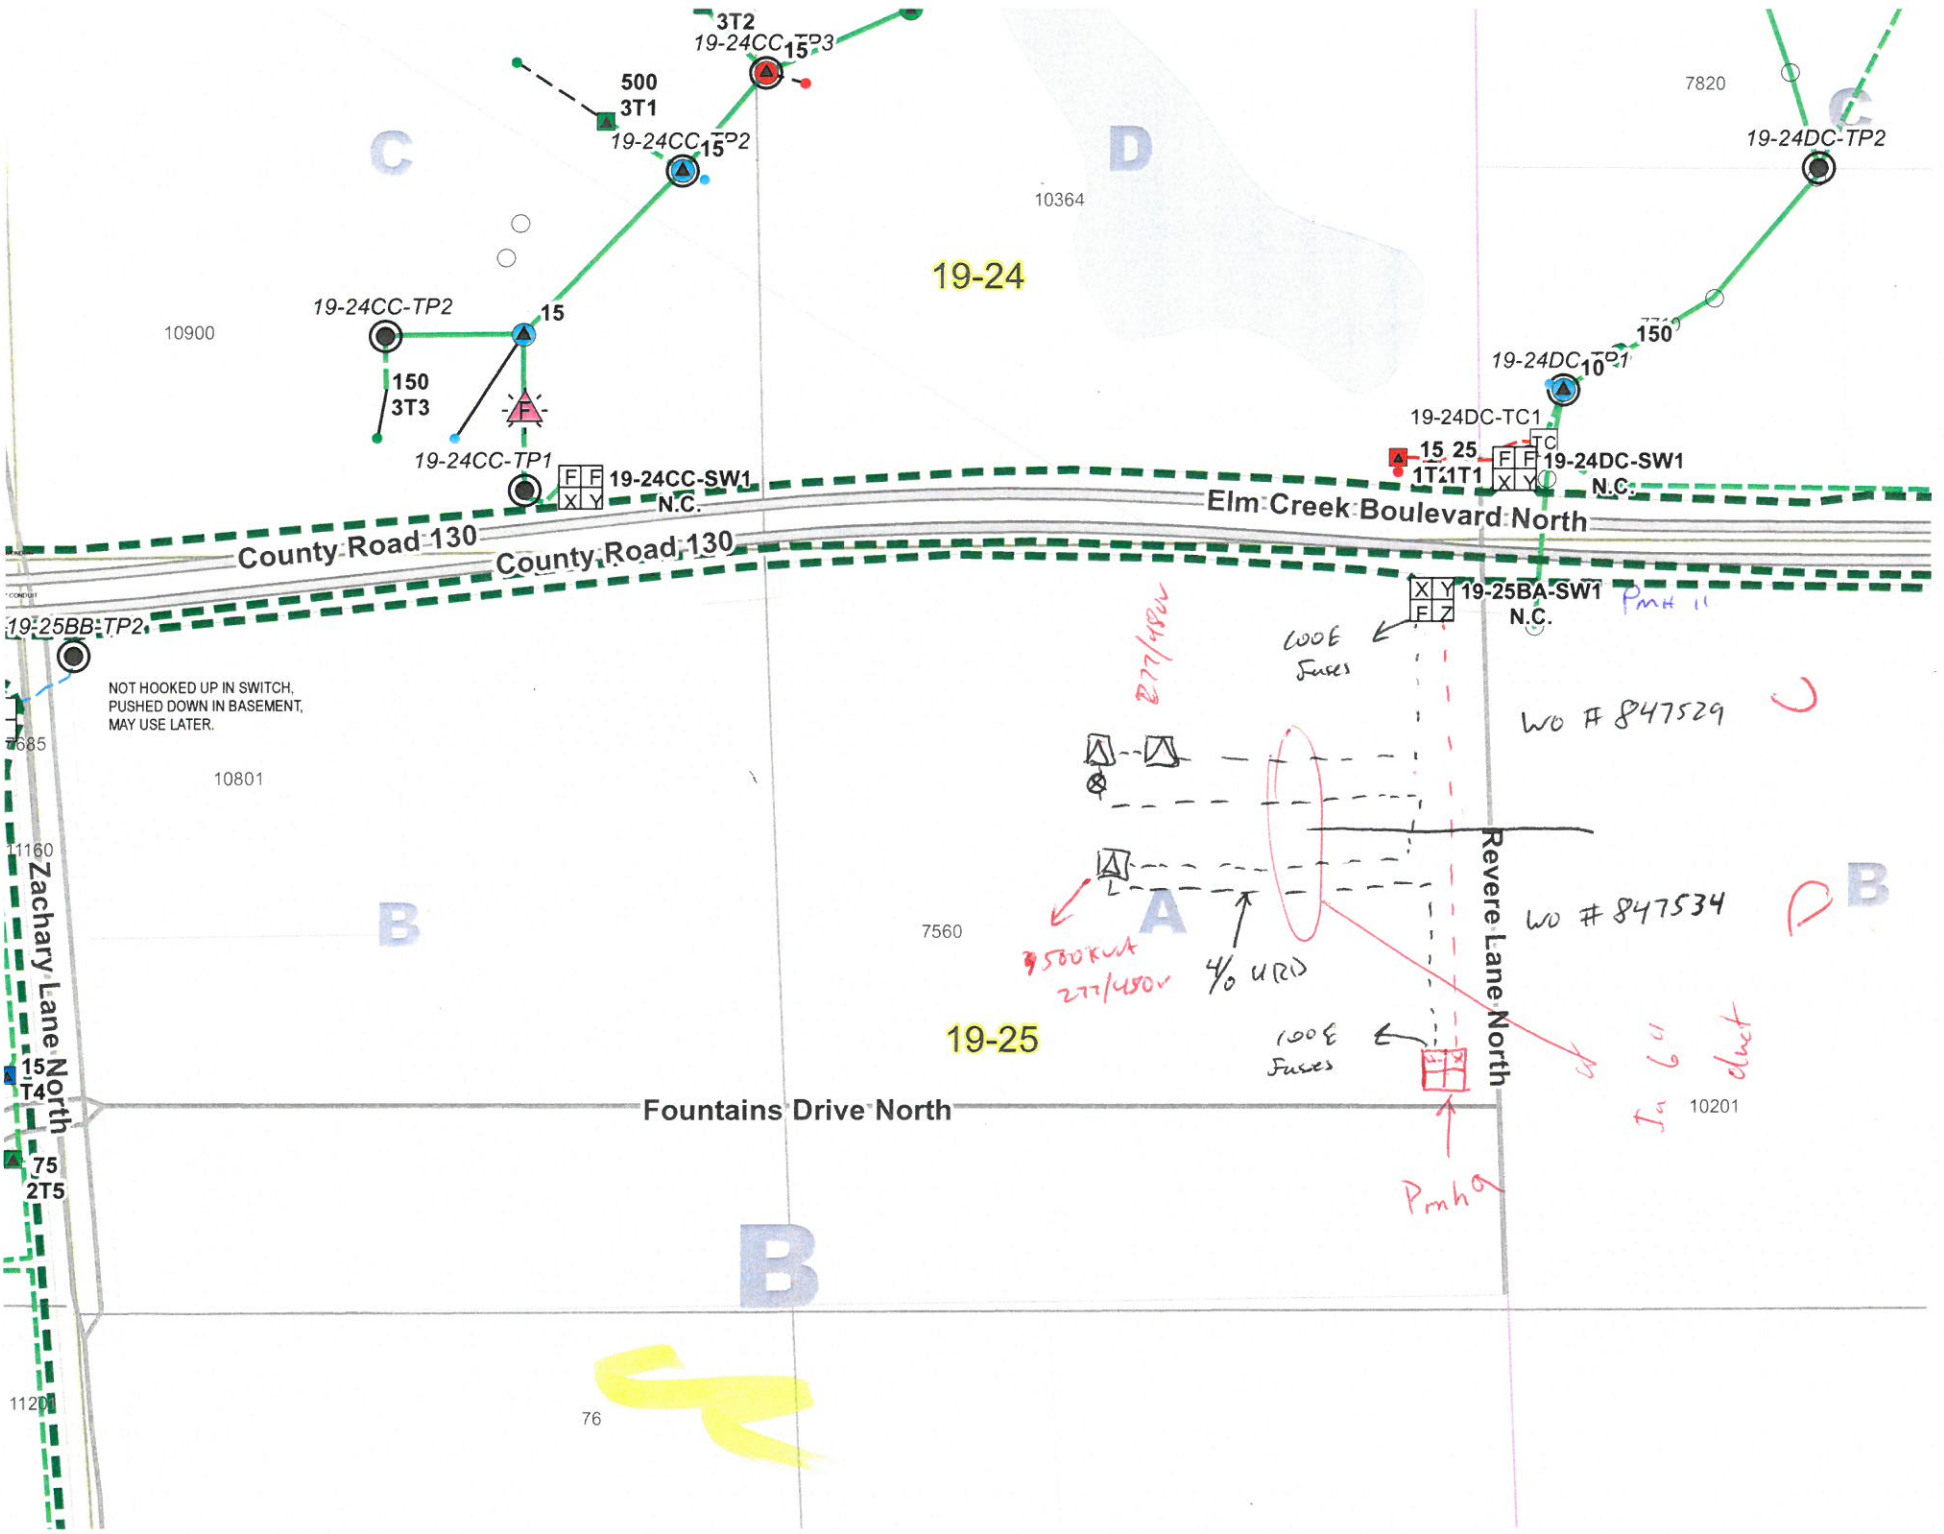 3T2
19-24CC-TP3
15
500
3T1
19-24CC-TP2
15
C
D
7820
C
19-24DC-TP2
10364
19-24
19-24CC-TP2
15
10900
150
3T3
F
150
19-24DC-TP1
10
19-24DC-TC1
TC
19-24CC-TP1
F F
X Y
19-24CC-SW1
N.C.
15 25
1T1
F F
X Y
19-24DC-SW1
N.C.
Elm Creek Boulevard North
County Road 130
County Road 130
CONDUIT
19-25BB-TP2
X Y
F Z
19-25BA-SW1
N.C.
PMH 11
277/480V
100E
Fuses
NOT HOOKED UP IN SWITCH,
PUSHED DOWN IN BASEMENT,
MAY USE LATER.
WO # 847529
7685
10801
11160
Zachary Lane North
B
7560
A
Revere Lane North
B
WO # 847534
500KVA
277/480V
4/0 URD
19-25
100E
Fuses
In 6"
duct
15
T4
Fountains Drive North
10201
75
2T5
Pmh 9
B
11201
76